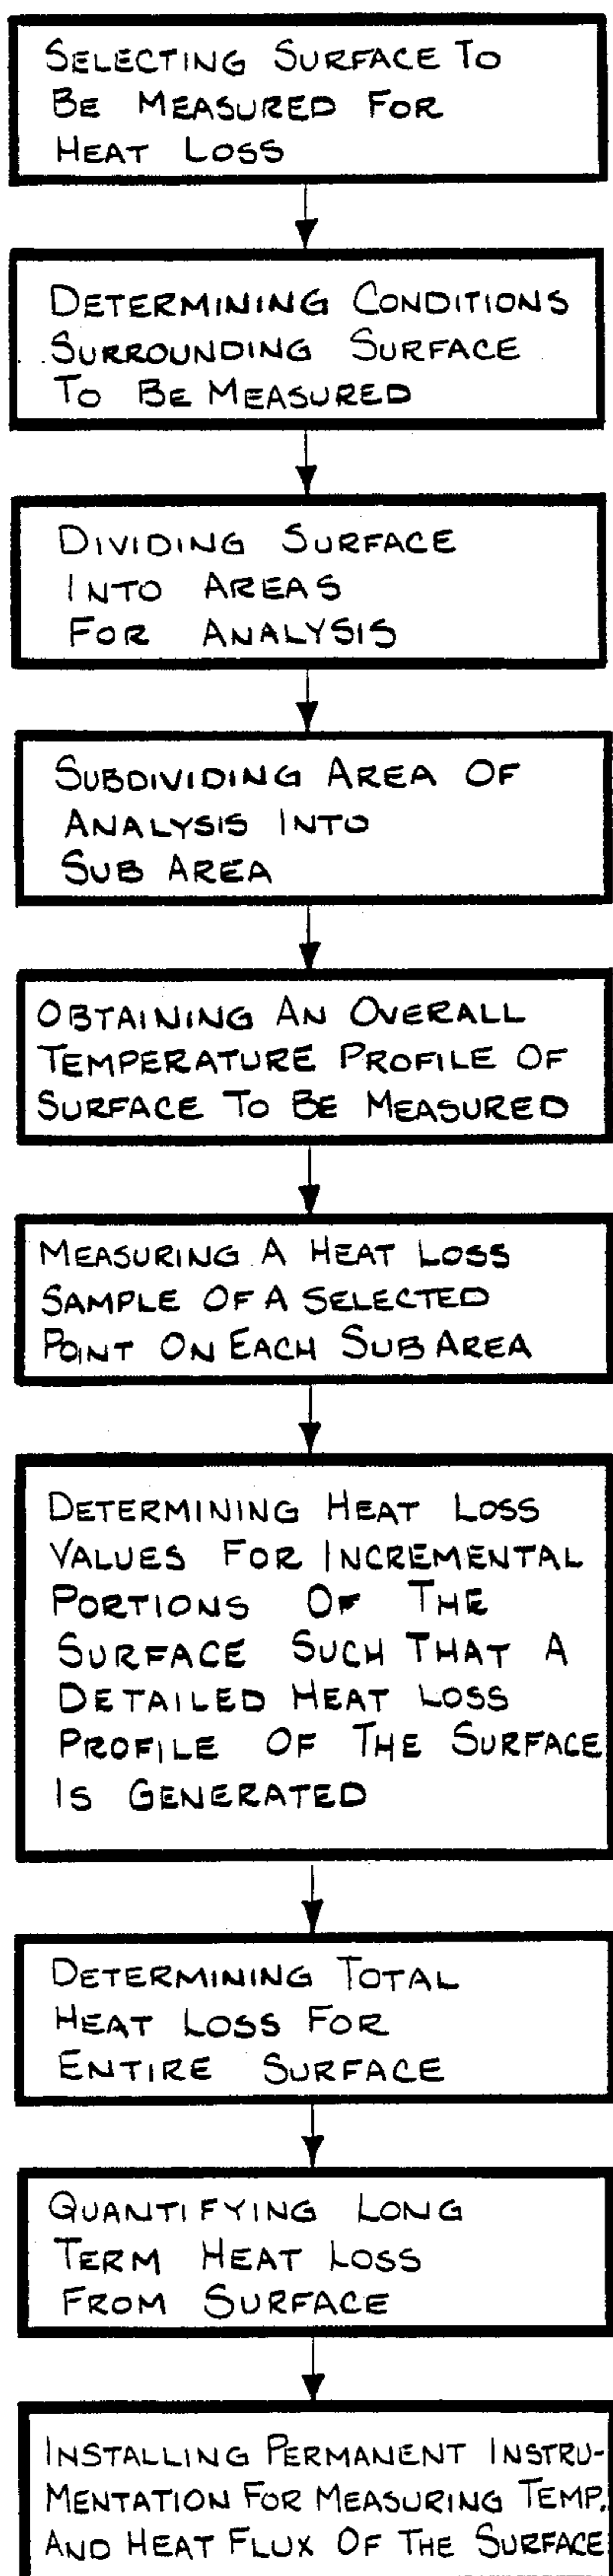 SELECTING SURFACE TO
BE MEASURED FOR
HEAT LOSS
DETERMINING CONDITIONS
SURROUNDING SURFACE
TO BE MEASURED
DIVIDING SURFACE
INTO AREAS
FOR ANALYSIS
SUBDIVIDING AREA OF
ANALYSIS INTO
SUB AREA
OBTAINING AN OVERALL
TEMPERATURE PROFILE OF
SURFACE TO BE MEASURED
MEASURING A HEAT LOSS
SAMPLE OF A SELECTED
POINT ON EACH SUB AREA
DETERMINING HEAT LOSS
VALUES FOR INCREMENTAL
PORTIONS OF THE
SURFACE SUCH THAT A
DETAILED HEAT LOSS
PROFILE OF THE SURFACE
IS GENERATED
DETERMINING TOTAL
HEAT LOSS FOR
ENTIRE SURFACE
QUANTIFYING LONG
TERM HEAT LOSS
FROM SURFACE
INSTALLING PERMANENT INSTRU-
MENTATION FOR MEASURING TEMP.
AND HEAT FLUX OF THE SURFACE